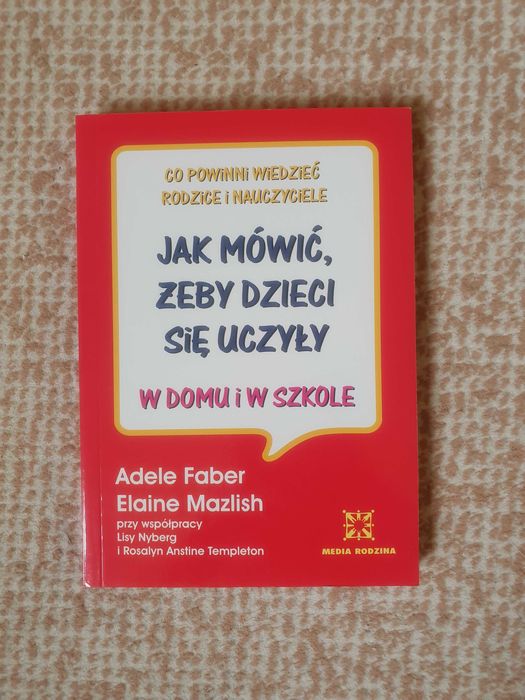 CO POWiNNi WiEDZiEĆ
RODZiCE i NAUCZYCiELE
JAK MÓWiĆ,
ŻEBY DZiECi
SiĘ UCZYŁY
W DOMU i W SZKOLE
Adele Faber
Elaine Mazlish
przy współpracy
Lisy Nyberg
i Rosalyn Anstine Templeton
MEDIA RODZINA